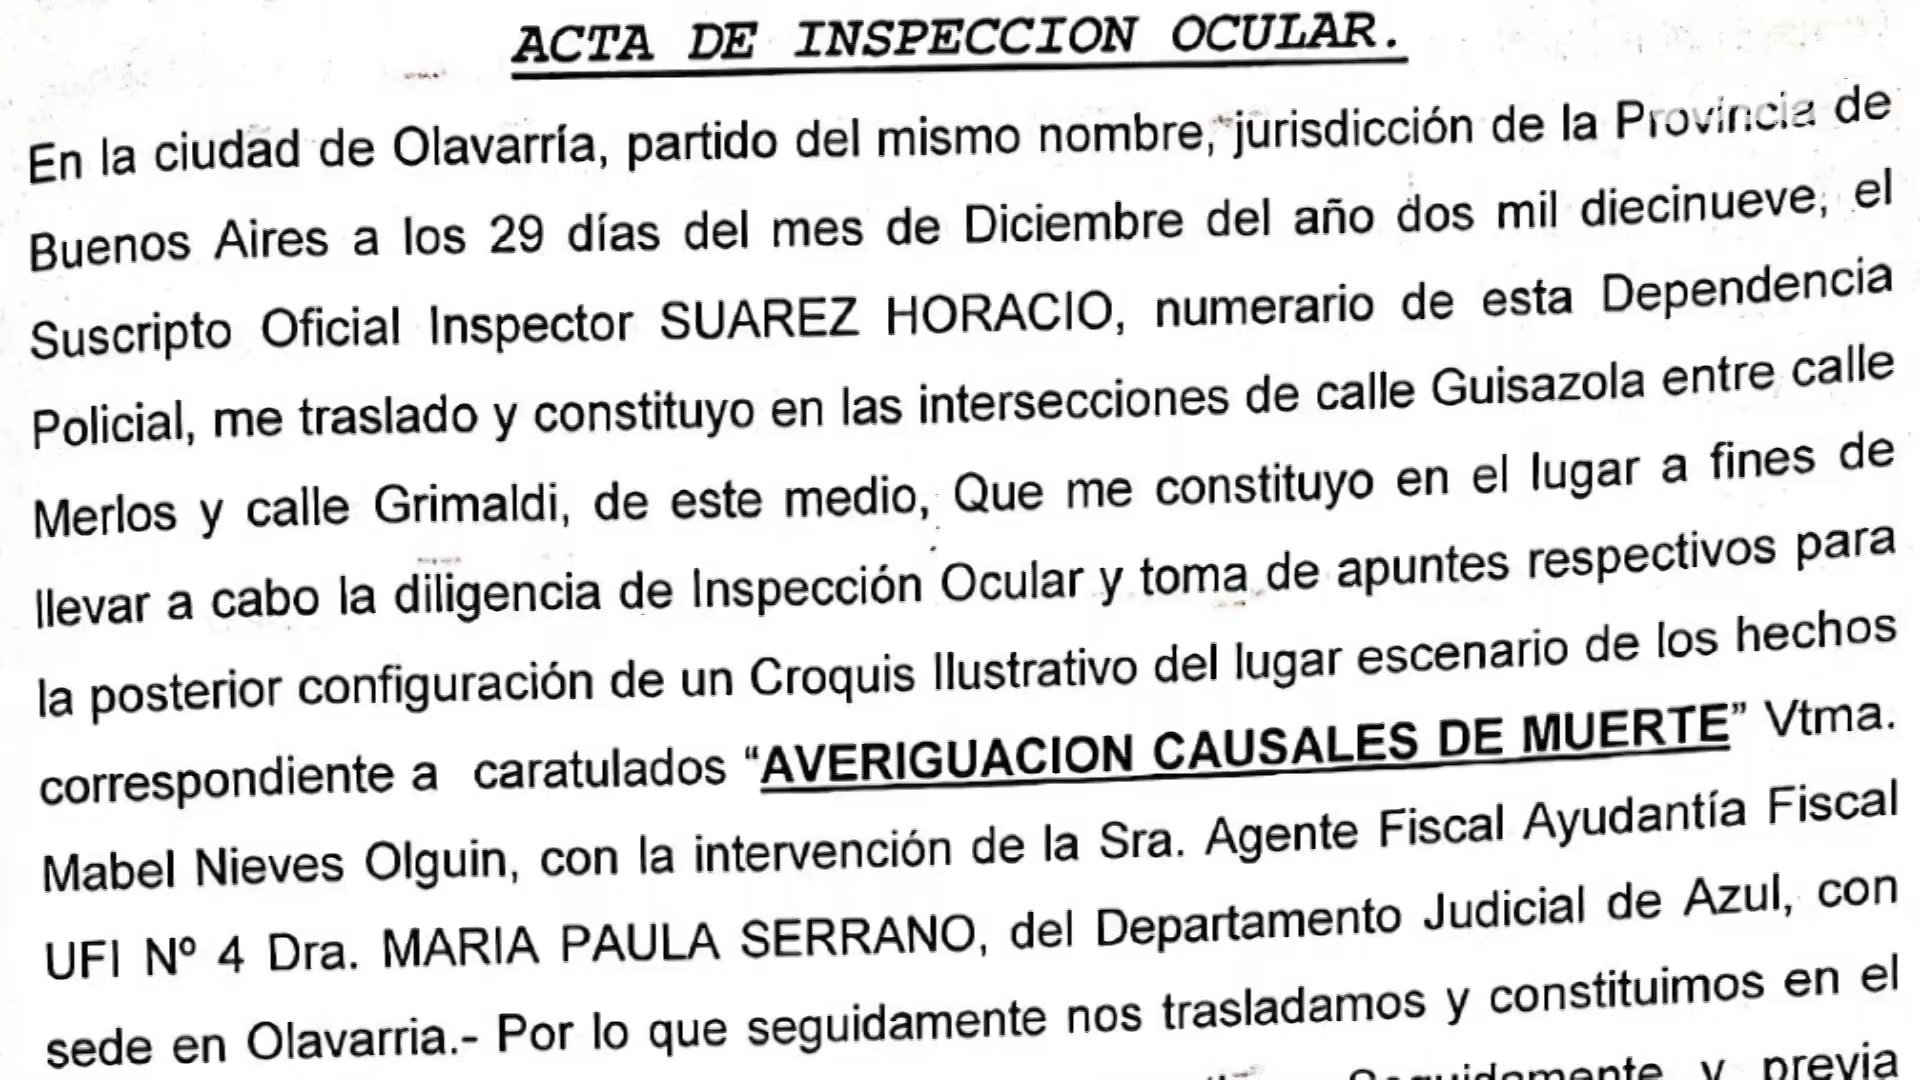 ACTA DE INSPECCION OCULAR.
En la ciudad de Olavarría, partido del mismo nombre, jurisdicción de la Provincia de
Buenos Aires a los 29 días del mes de Diciembre del año dos mil diecinueve, el
Suscripto Oficial Inspector SUAREZ HORACIO, numerario de esta Dependencia
Policial, me traslado y constituyo en las intersecciones de calle Guisazola entre calle
Merlos y calle Grimaldi, de este medio, Que me constituyo en el lugar a fines de
llevar a cabo la diligencia de Inspección Ocular y toma de apuntes respectivos para
la posterior configuración de un Croquis Ilustrativo del lugar escenario de los hechos
correspondiente a caratulados “AVERIGUACION CAUSALES DE MUERTE” Vtma.
Mabel Nieves Olguin, con la intervención de la Sra. Agente Fiscal Ayudantía Fiscal
UFI Nº 4 Dra. MARIA PAULA SERRANO, del Departamento Judicial de Azul, con
sede en Olavarria.- Por lo que seguidamente nos trasladamos y constituimos en el
Seguidamente y previa